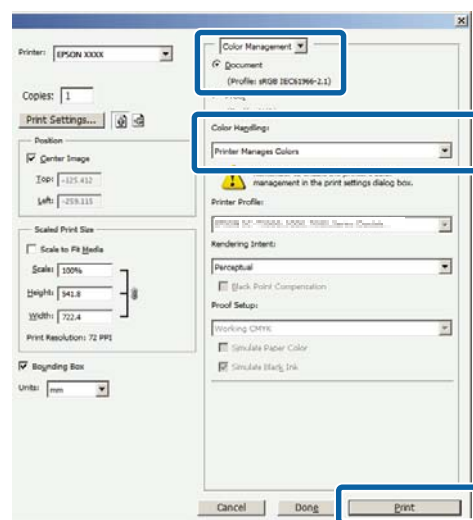 Printer: EPSON XXXX
Copies: 1
Print Settings...
Position
Center Image
Top: -125.412
Left: -259.115
Scaled Print Size
Scale to Fit Media
Scale: 100%
Height: 541.8
Width: 722.4
Print Resolution: 72 PPI
Bounding Box
Units: mm
Color Management
Document
(Profile: sRGB IEC61966-2.1)
Color Handling:
Printer Manages Colors
management in the print settings dialog box.
Printer Profile:
Rendering Intent:
Perceptual
Black Point Compensation
Proof Setup:
Working CMYK
Simulate Paper Color
Simulate Black Ink
Cancel
Done
Print